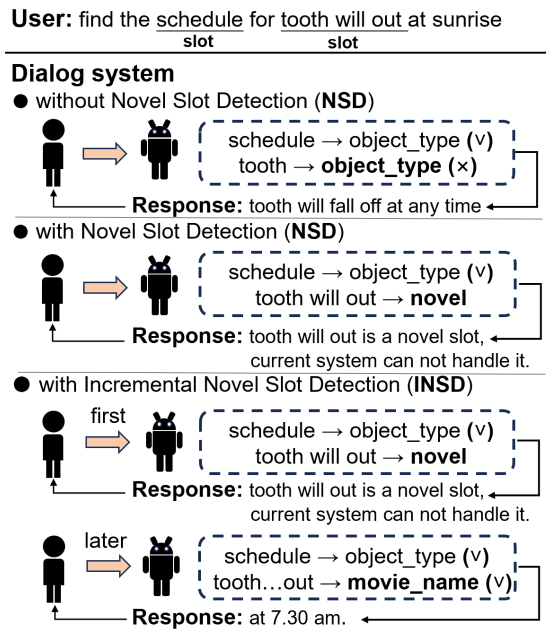 User: find the schedule for tooth will out at sunrise
slot slot
Dialog system
● without Novel Slot Detection (NSD)
schedule → object_type (∨)
tooth → object_type (×)
Response: tooth will fall off at any time
● with Novel Slot Detection (NSD)
schedule → object_type (∨)
tooth will out → novel
Response: tooth will out is a novel slot,
current system can not handle it.
● with Incremental Novel Slot Detection (INSD)
first
schedule → object_type (∨)
tooth will out → novel
Response: tooth will out is a novel slot,
current system can not handle it.
later
schedule → object_type (∨)
tooth...out → movie_name (∨)
Response: at 7.30 am.